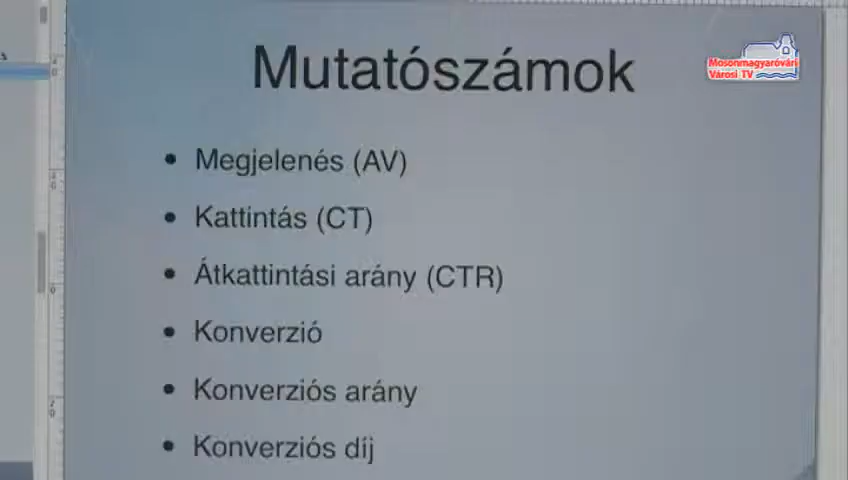 Mutatószámok
Mosonmagyaróvári
Városi TV
• Megjelenés (AV)
• Kattintás (CT)
• Átkattintási arány (CTR)
• Konverzió
• Konverziós arány
• Konverziós díj